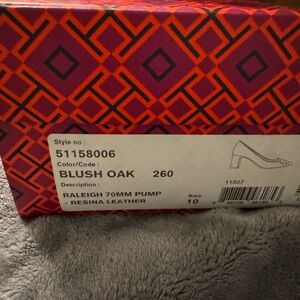 Style no :
51158006
Color/Code :
BLUSH OAK 260
Description :
RALEIGH 70MM PUMP
- RESINA LEATHER
Size
10
11007